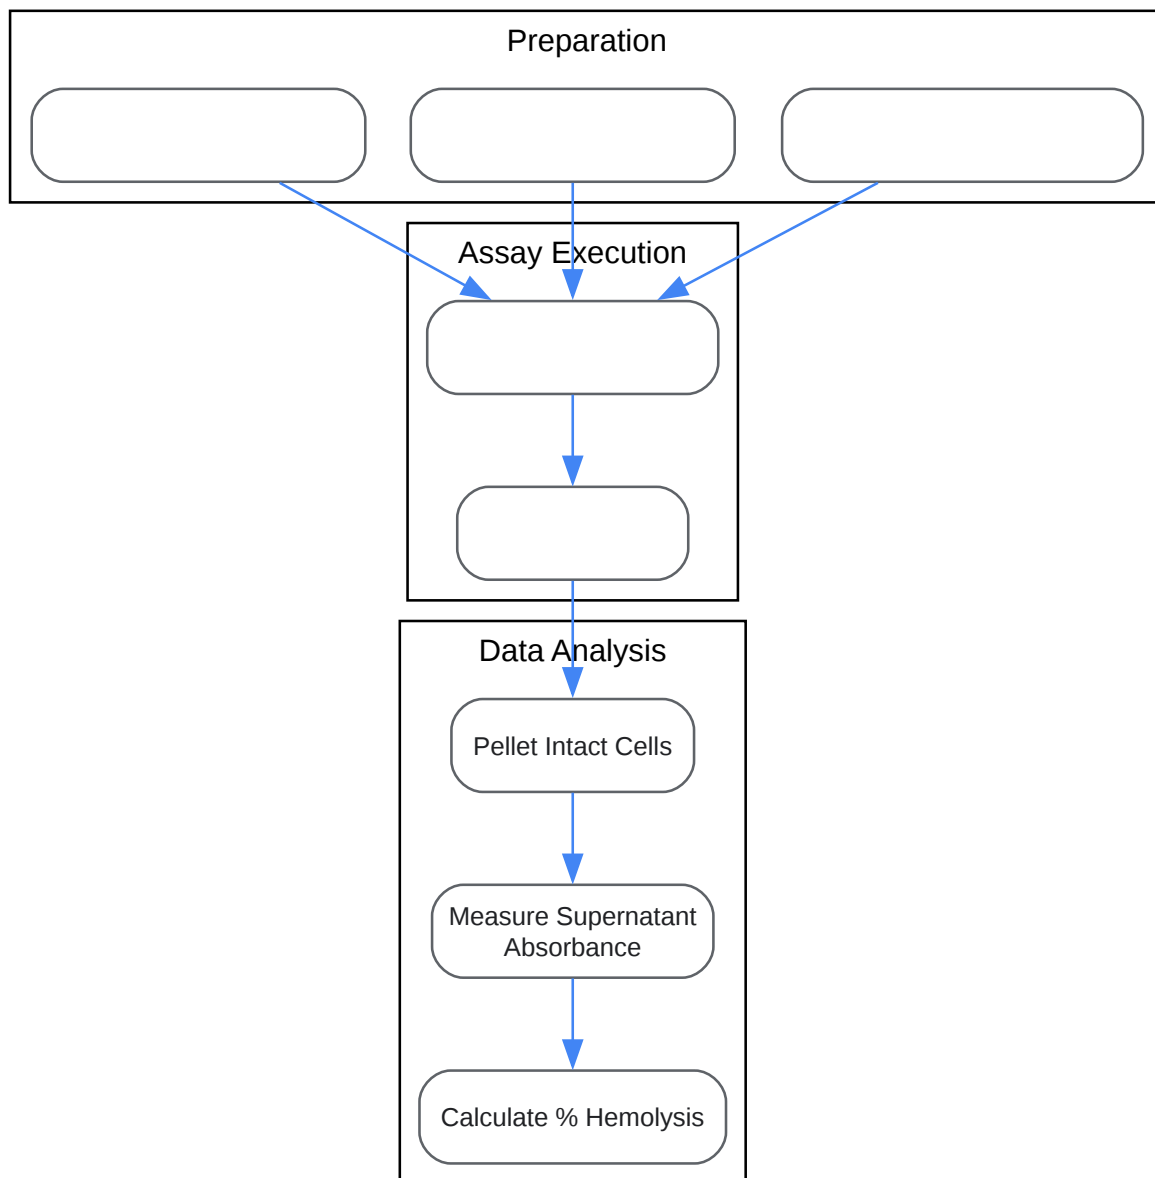 Preparation
Assay Execution
Data Analysis
Pellet Intact Cells
Measure Supernatant
Absorbance
Calculate % Hemolysis